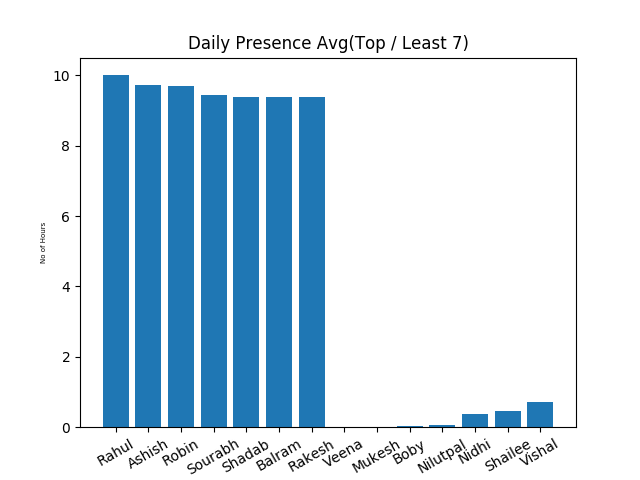 Daily Presence Avg(Top / Least 7)
10
8
6
4
2
0
No of Hours
Rahul
Ashish
Robin
Sourabh
Shadab
Balram
Rakesh
Veena
Mukesh
Boby
Nilutpal
Nidhi
Shailee
Vishal